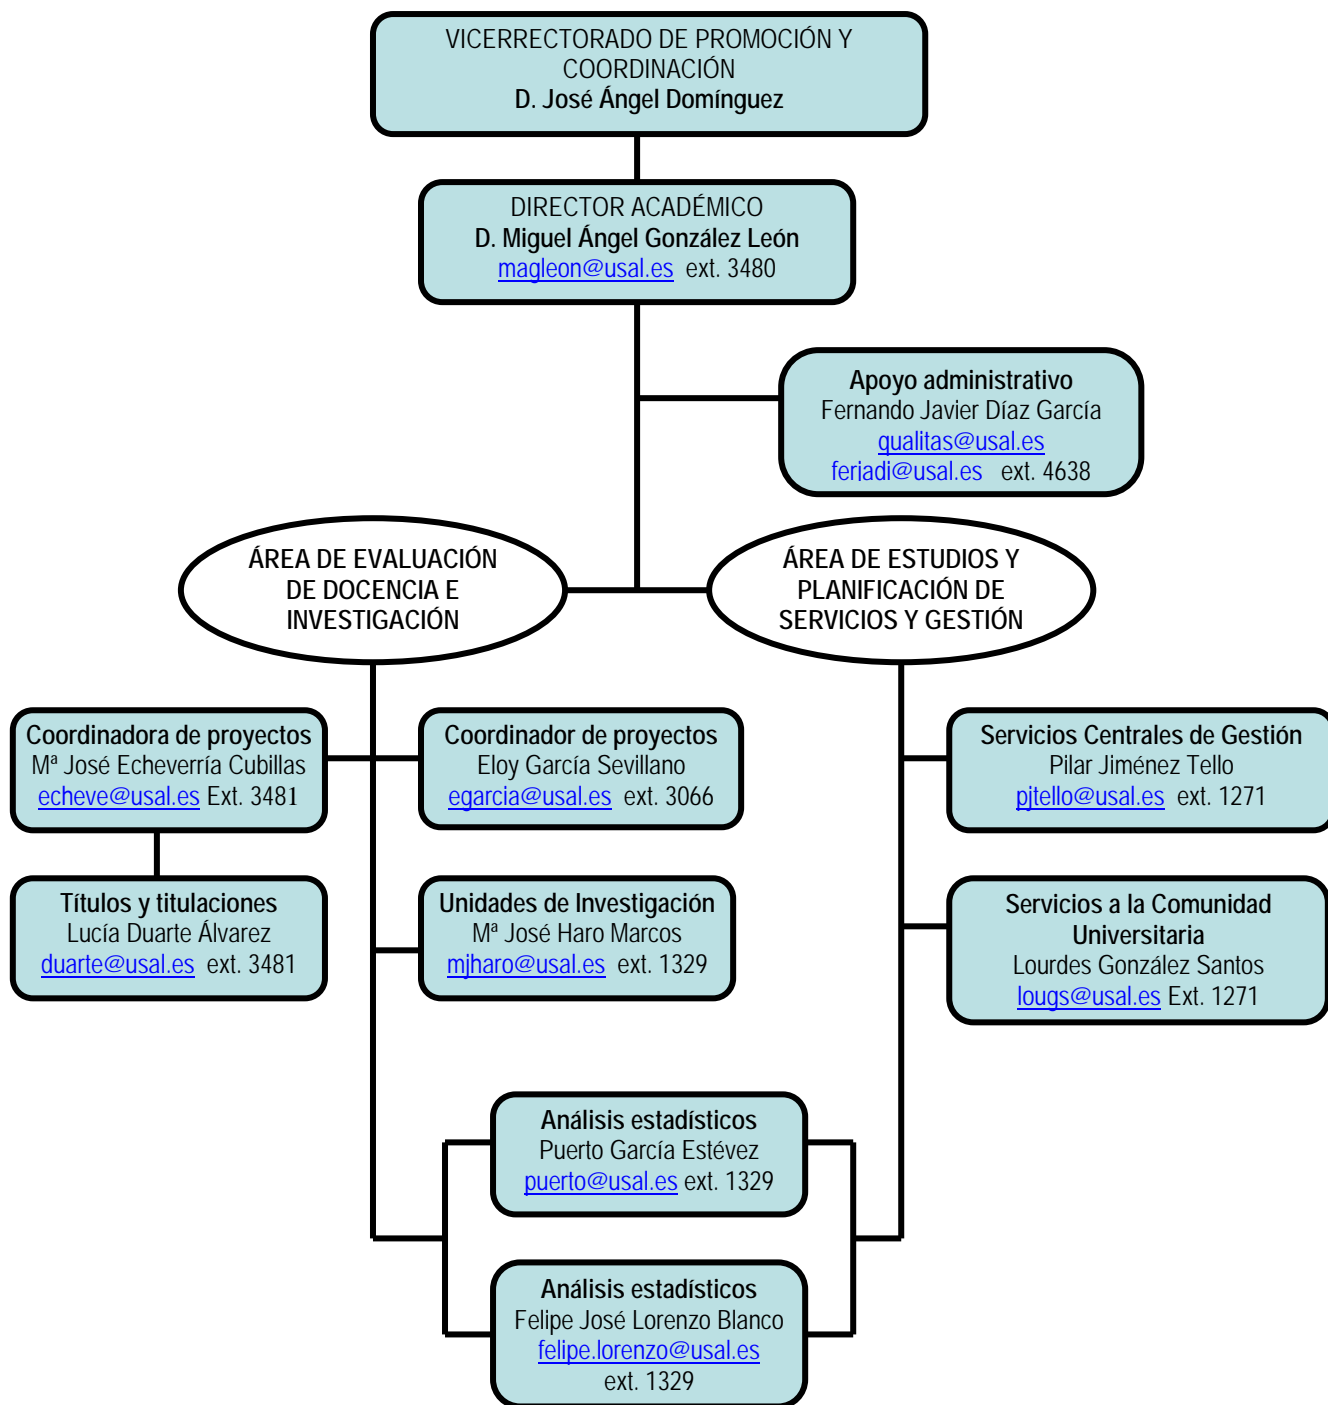 VICERRECTORADO DE PROMOCIÓN Y
COORDINACIÓN
D. José Ángel Domínguez
DIRECTOR ACADÉMICO
D. Miguel Ángel González León
magleon@usal.es ext. 3480
Apoyo administrativo
Fernando Javier Díaz García
qualitas@usal.es
ferjadi@usal.es ext. 4638
ÁREA DE EVALUACIÓN
DE DOCENCIA E
INVESTIGACIÓN
ÁREA DE ESTUDIOS Y
PLANIFICACIÓN DE
SERVICIOS Y GESTIÓN
Coordinadora de proyectos
Mª José Echeverría Cubillas
echeve@usal.es Ext. 3481
Coordinador de proyectos
Eloy García Sevillano
egarcia@usal.es ext. 3066
Servicios Centrales de Gestión
Pilar Jiménez Tello
pjtello@usal.es ext. 1271
Títulos y titulaciones
Lucía Duarte Álvarez
duarte@usal.es ext. 3481
Unidades de Investigación
Mª José Haro Marcos
mjharo@usal.es ext. 1329
Servicios a la Comunidad
Universitaria
Lourdes González Santos
lougs@usal.es Ext. 1271
Análisis estadísticos
Puerto García Estévez
puerto@usal.es ext. 1329
Análisis estadísticos
Felipe José Lorenzo Blanco
felipe.lorenzo@usal.es
ext. 1329